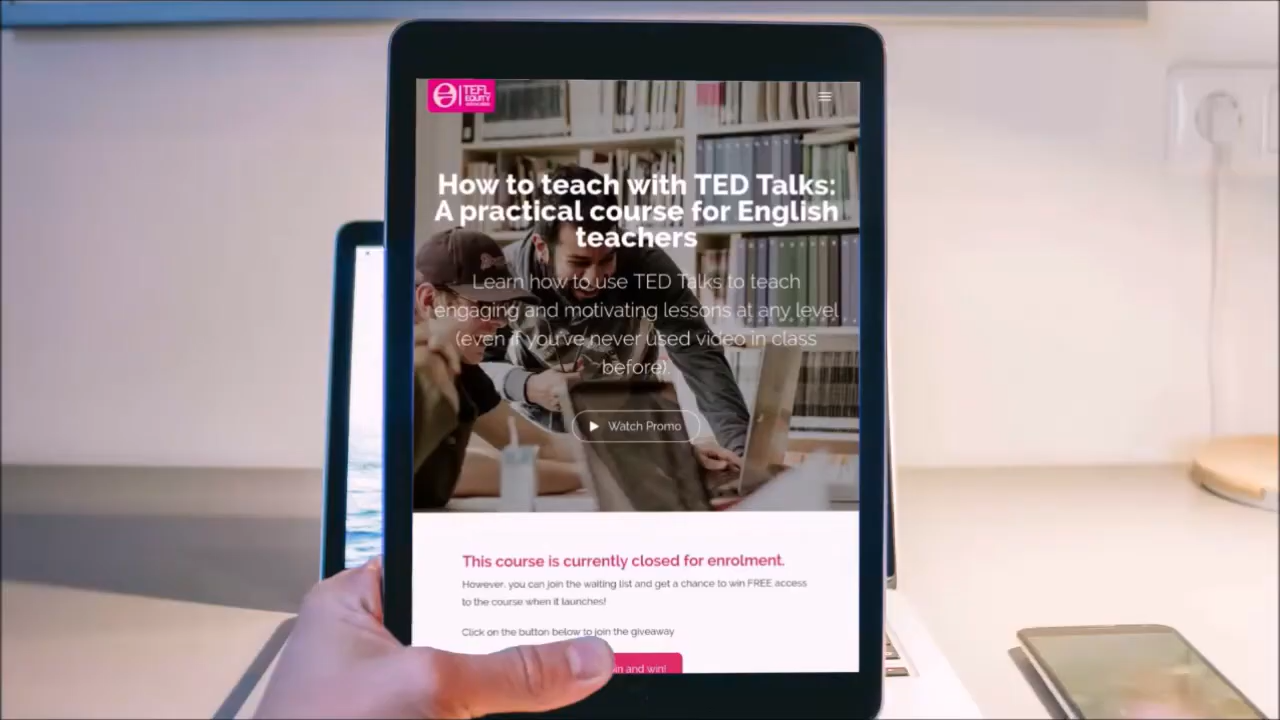 TEFL
EQUITY
How to teach with TED Talks:
A practical course for English
teachers
Learn how to use TED Talks to teach
engaging and motivating lessons at any level
(even if you've never used video in class
before).
Watch Promo
This course is currently closed for enrolment.
However, you can join the waiting list and get a chance to win FREE access
to the course when it launches!
Click on the button below to join the giveaway
and win!